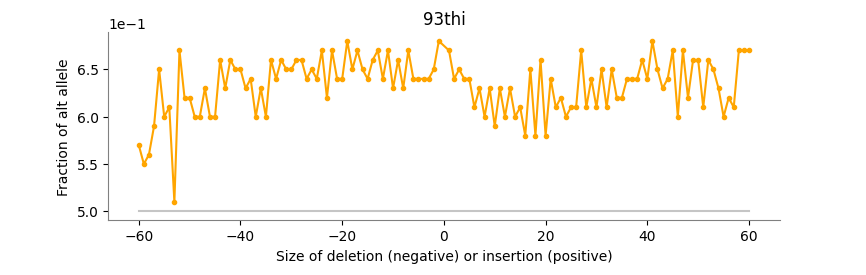 93thi
1e−1
Fraction of alt allele
6.5
6.0
5.5
5.0
−60 −40 −20 0 20 40 60
Size of deletion (negative) or insertion (positive)